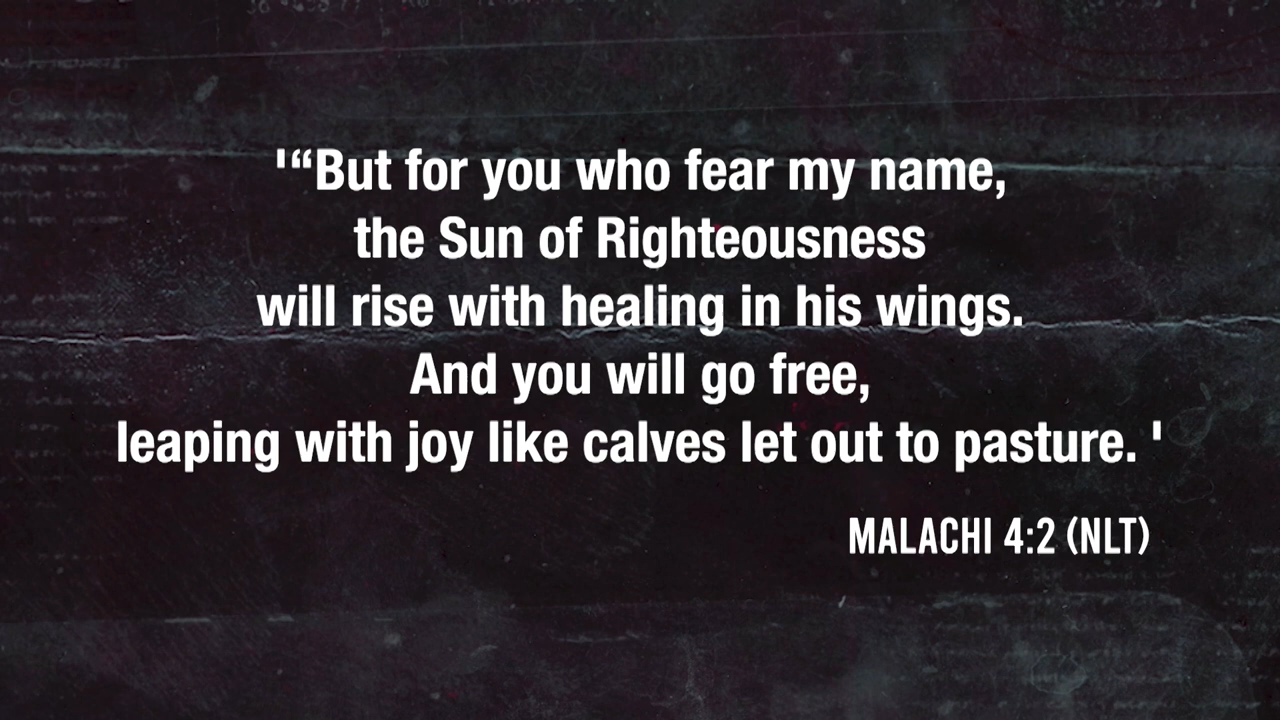 '“But for you who fear my name,
the Sun of Righteousness
will rise with healing in his wings.
And you will go free,
leaping with joy like calves let out to pasture. '
MALACHI 4:2 (NLT)